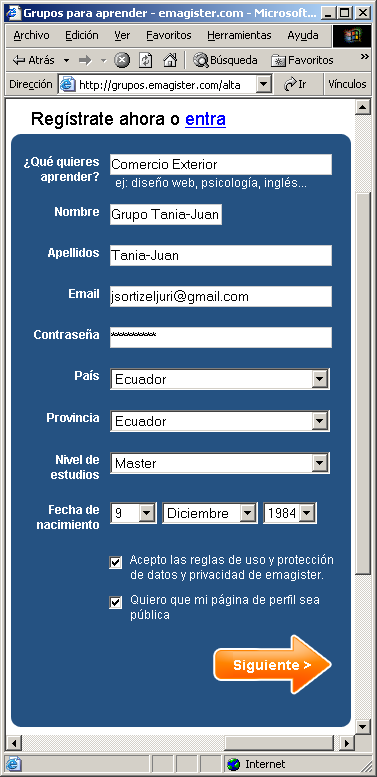 Grupos para aprender - emagister.com - Microsoft...
Archivo Edición Ver Favoritos Herramientas Ayuda
Atrás Búsqueda Favoritos
Dirección http://grupos.emagister.com/alta Ir Vínculos
Regístrate ahora o entra
¿Qué quieres aprender? Comercio Exterior
ej: diseño web, psicología, inglés...
Nombre Grupo Tania-Juan
Apellidos Tania-Juan
Email jsortizeljuri@gmail.com
Contraseña **********
País Ecuador
Provincia Ecuador
Nivel de estudios Master
Fecha de nacimiento 9 Diciembre 1984
Acepto las reglas de uso y protección
de datos y privacidad de emagister.
Quiero que mi página de perfil sea
pública
Siguiente >
Internet